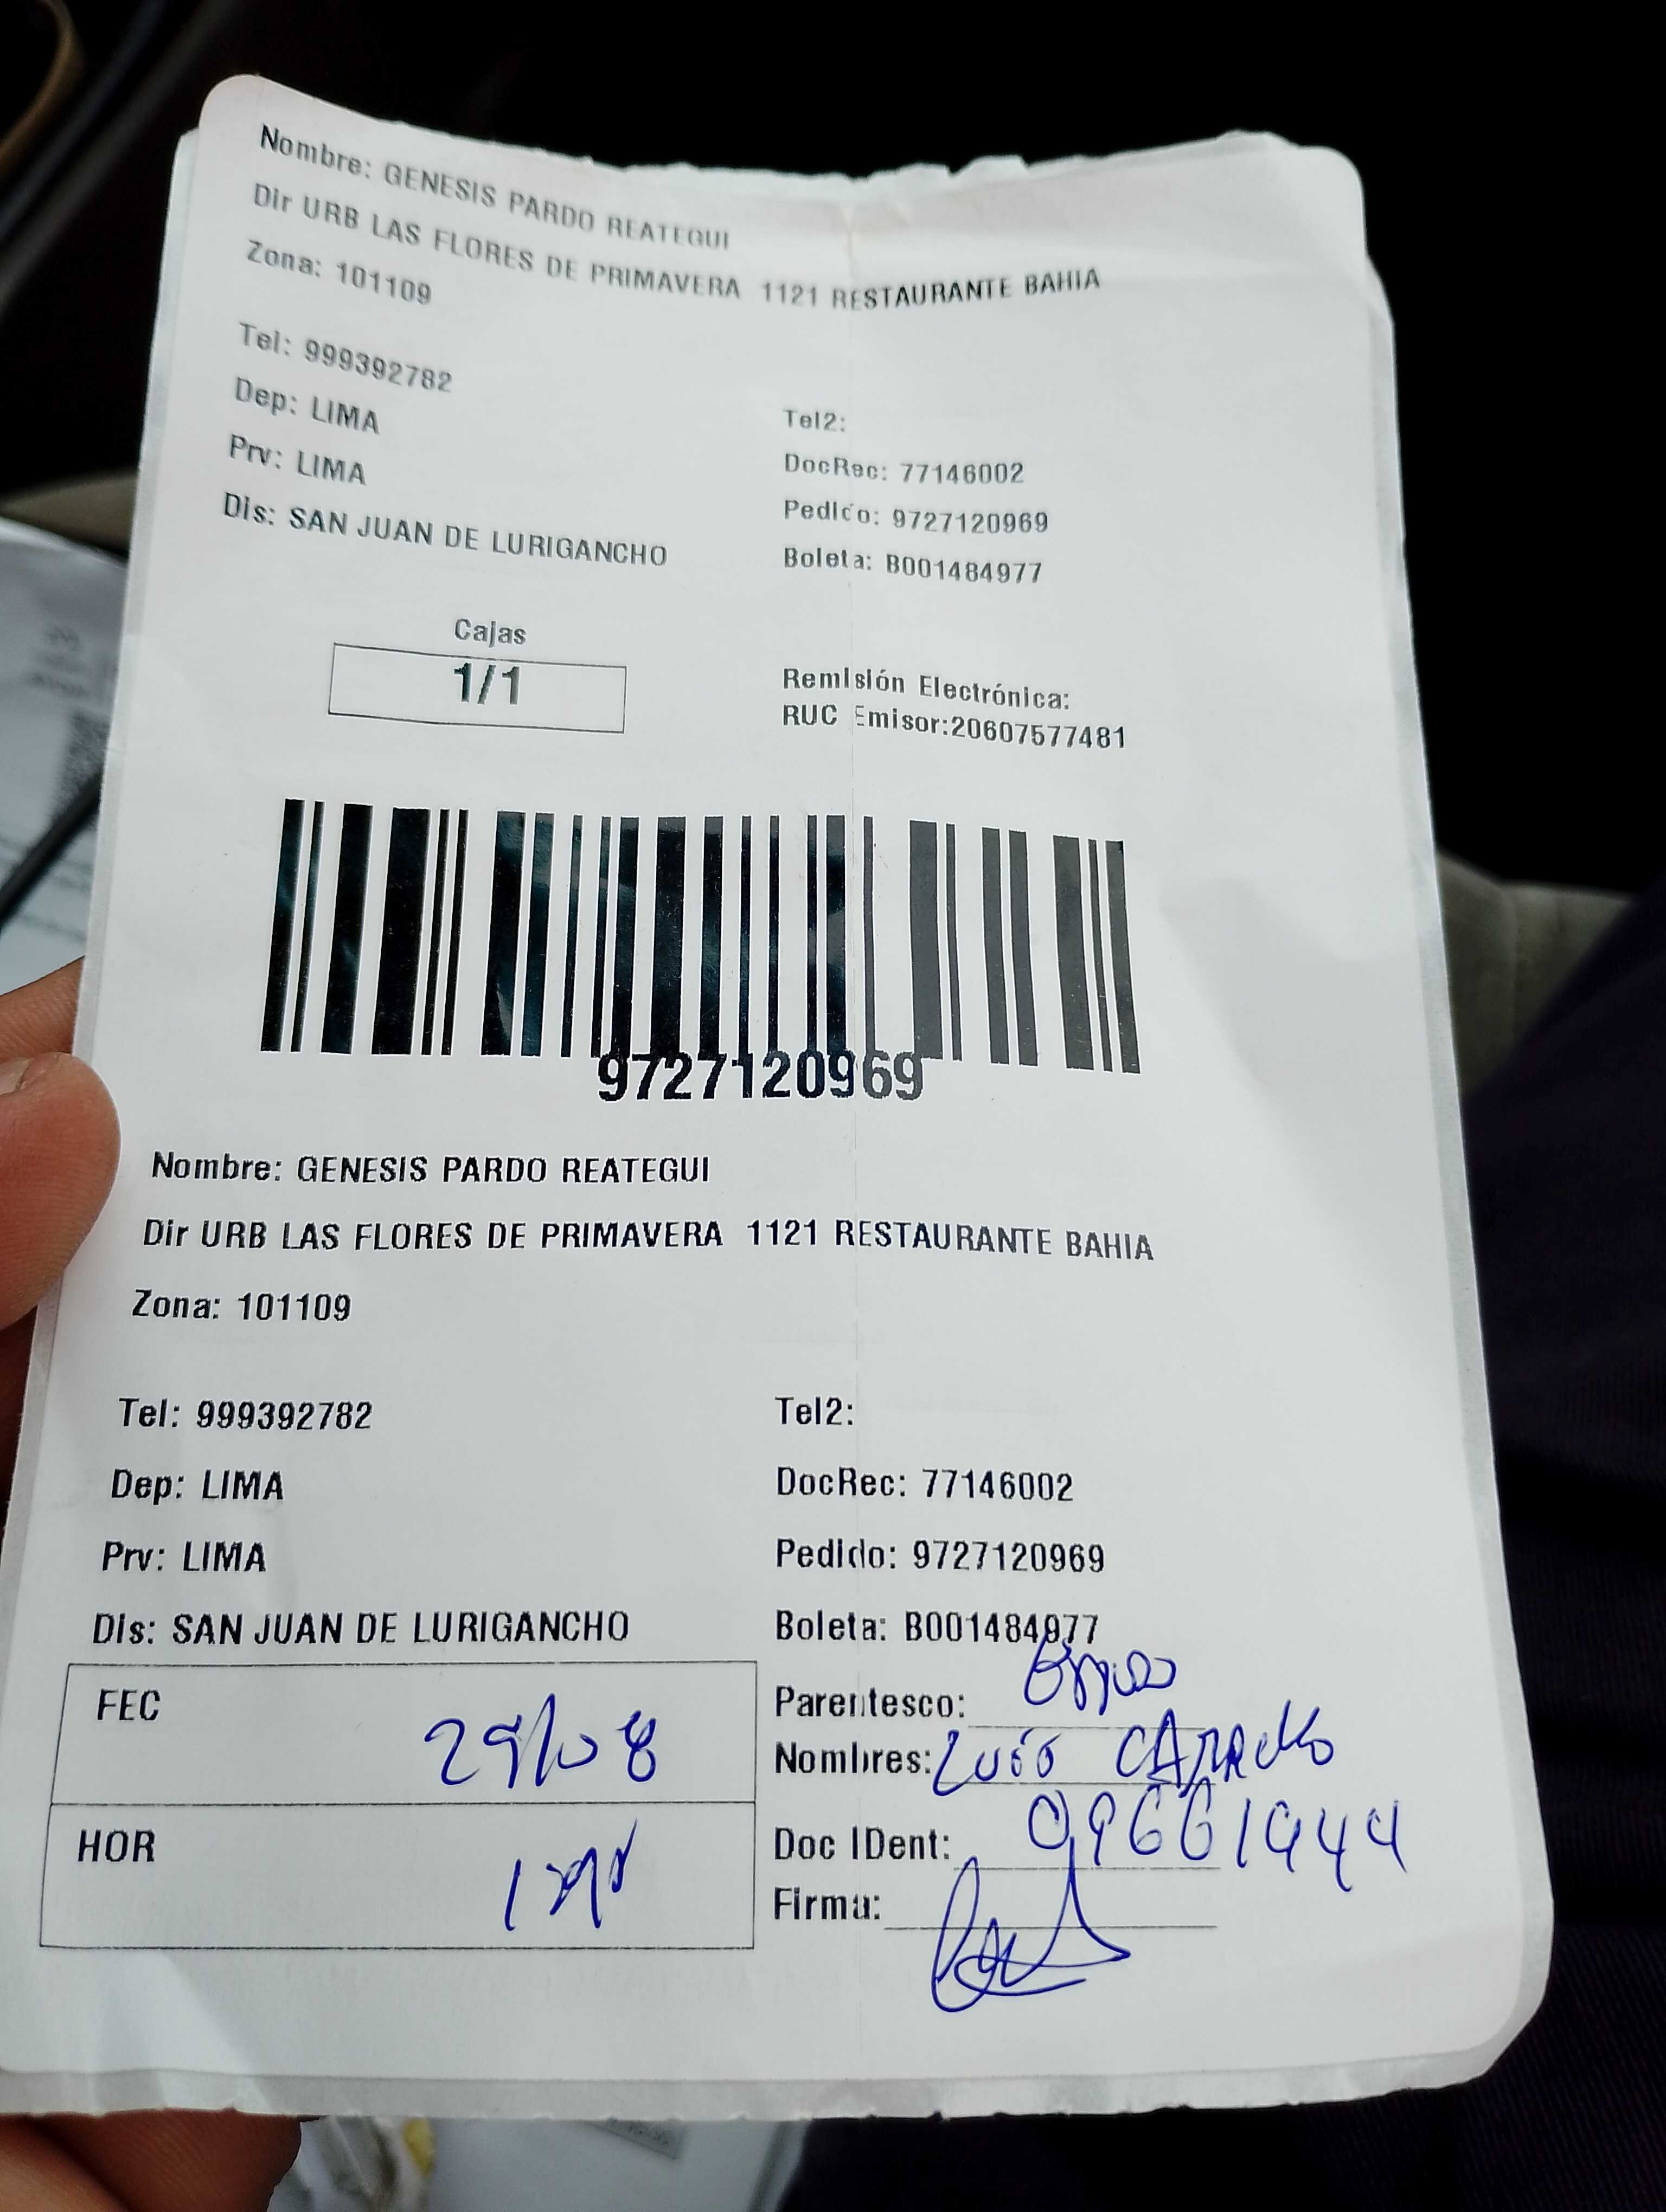 Nombre: GENESIS PARDO REATEGUI
Dir URB LAS FLORES DE PRIMAVERA 1121 RESTAURANTE BAHIA
Zona: 101109
Tel: 999392782
Tel2:
Dep: LIMA
DocRec: 77146002
Prv: LIMA
Pedido: 9727120969
Dis: SAN JUAN DE LURIGANCHO
Boleta: B001484977
Cajas
1/1
Remisión Electrónica:
RUC Emisor:20607577481
9727120969
Nombre: GENESIS PARDO REATEGUI
Dir URB LAS FLORES DE PRIMAVERA 1121 RESTAURANTE BAHIA
Zona: 101109
Tel: 999392782
Tel2:
Dep: LIMA
DocRec: 77146002
Prv: LIMA
Pedido: 9727120969
Dis: SAN JUAN DE LURIGANCHO
Boleta: B001484977
FEC 29/08
Parentesco:
Nombres: Luis
HOR
Doc IDent: 09661944
Firma: